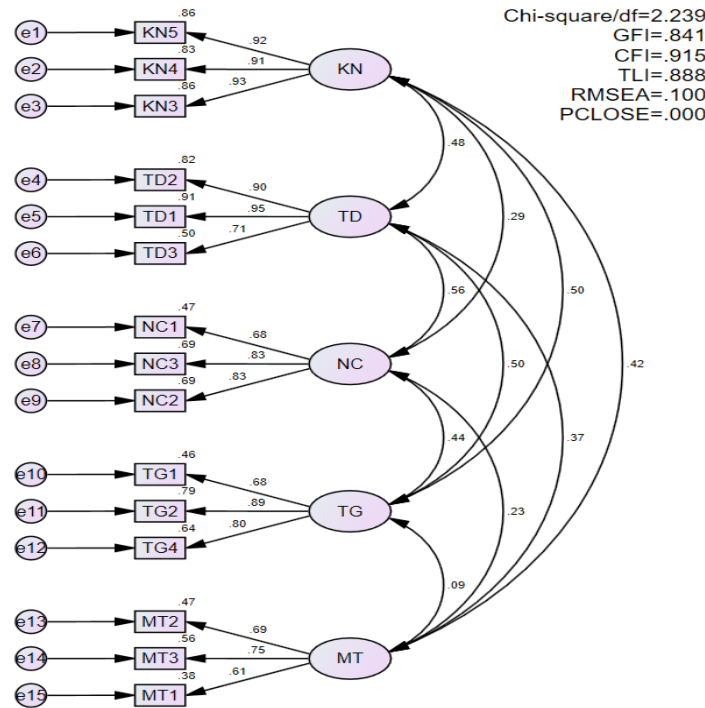 Chi-square/df=2.239
GFI=.841
CFI=.915
TLI=.888
RMSEA=.100
PCLOSE=.000
.86
e1 KN5 .92
.83
e2 KN4 .91 KN
.86
e3 KN3 .93
.48
.82
e4 TD2 .90
.91
e5 TD1 .95 TD
.50
e6 TD3 .71
.29
.56
.50
.47
e7 NC1 .68
.69
e8 NC3 .83 NC .50 .42
.69
e9 NC2 .83
.44
.37
.46
e10 TG1 .68
.79
e11 TG2 .89 TG .23
.64
e12 TG4 .80
.09
.47
e13 MT2 .69
.56
e14 MT3 .75 MT
.38
e15 MT1 .61